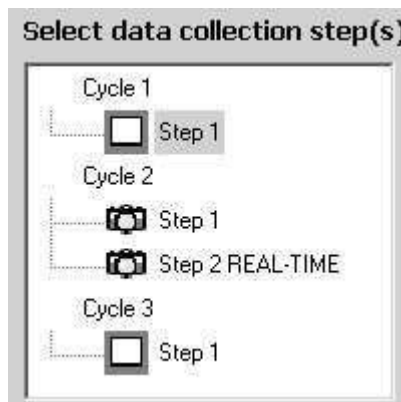 Select data collection step(s)
Cycle 1
Step 1
Cycle 2
Step 1
Step 2 REAL-TIME
Cycle 3
Step 1